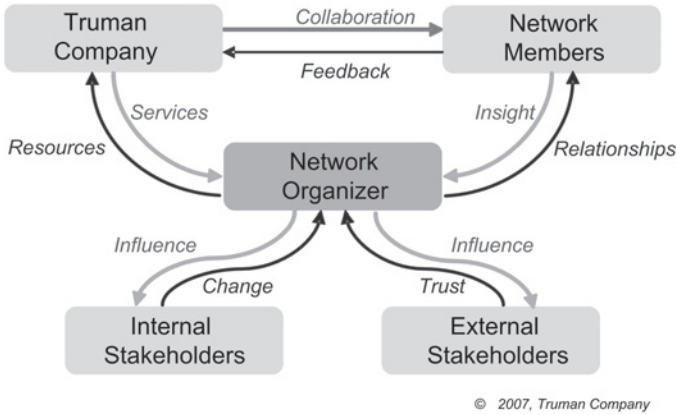 Truman
Company
Collaboration
Network
Members
Feedback
Services
Insight
Resources
Relationships
Network
Organizer
Influence
Influence
Change
Trust
Internal
Stakeholders
External
Stakeholders
© 2007, Truman Company